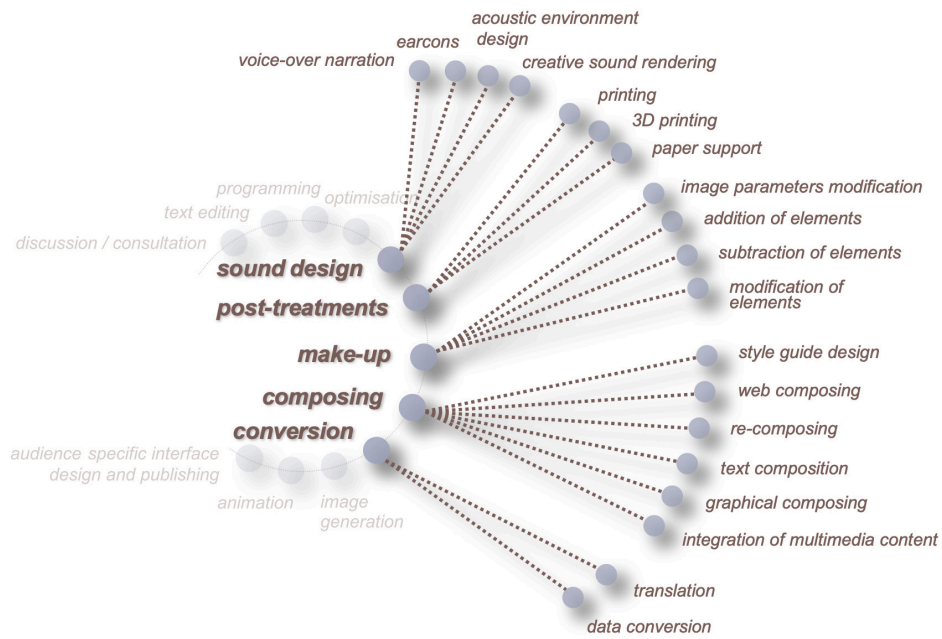 acoustic environment
design
earcons
voice-over narration
creative sound rendering
printing
3D printing
paper support
image parameters modification
addition of elements
subtraction of elements
modification of
elements
programming
optimisation
text editing
discussion / consultation
sound design
post-treatments
make-up
composing
conversion
style guide design
web composing
re-composing
text composition
graphical composing
integration of multimedia content
audience specific interface
design and publishing
animation
image
generation
translation
data conversion